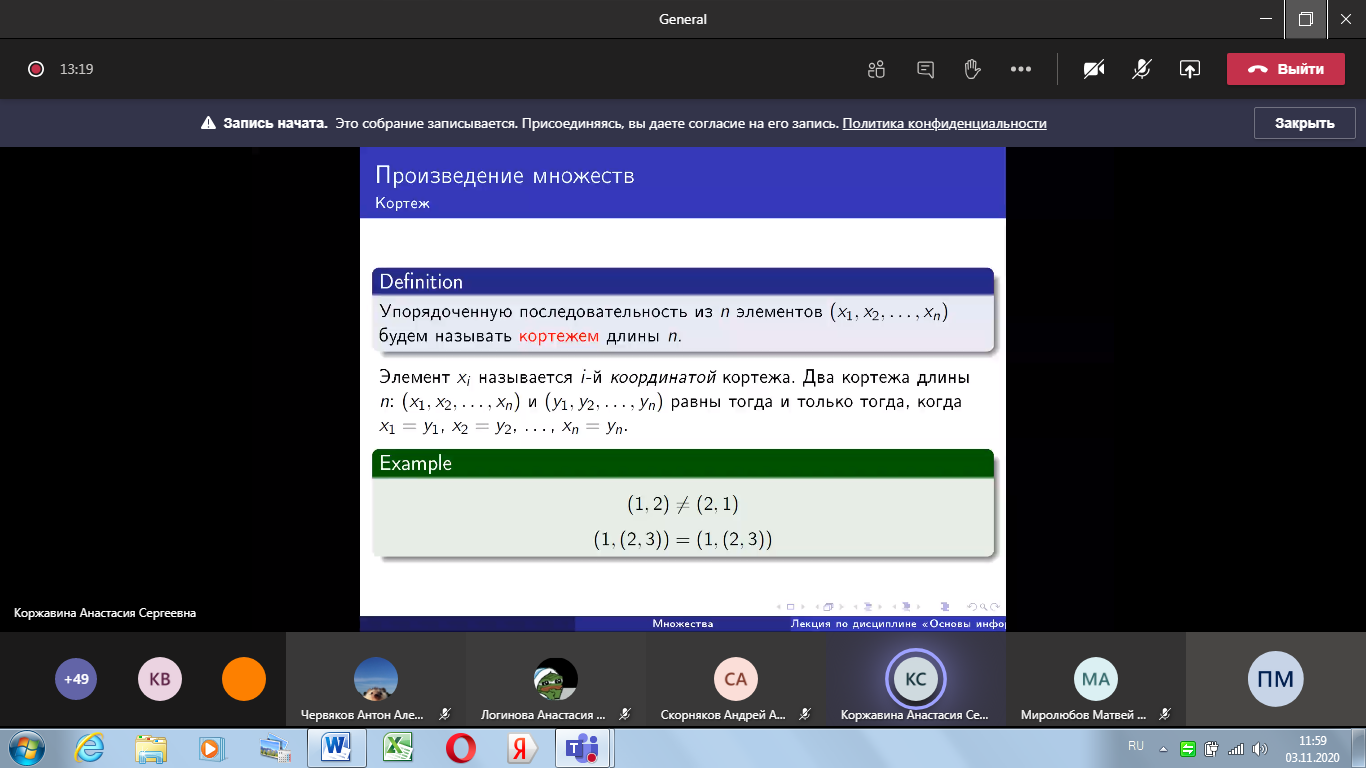 General
13:19
Выйти
Запись начата. Это собрание записывается. Присоединяясь, вы даете согласие на его запись. Политика конфиденциальности
Закрыть
Произведение множеств
Кортеж
Definition
Упорядоченную последовательность из n элементов (x₁, x₂, . . . , xₙ)
будем называть кортежем длины n.
Элемент xᵢ называется i-й координатой кортежа. Два кортежа длины
n: (x₁, x₂, . . . , xₙ) и (y₁, y₂, . . . , yₙ) равны тогда и только тогда, когда
x₁ = y₁, x₂ = y₂, . . . , xₙ = yₙ.
Example
(1, 2) ≠ (2, 1)
(1, (2, 3)) = (1, (2, 3))
Коржавина Анастасия Сергеевна
Множества
Лекция по дисциплине «Основы инфор
+49
КВ
Червяков Антон Але...
Логинова Анастасия ...
СА
Скорняков Андрей А...
КС
Коржавина Анастасия Се...
МА
Миролюбов Матвей ...
ПМ
RU
11:59
03.11.2020